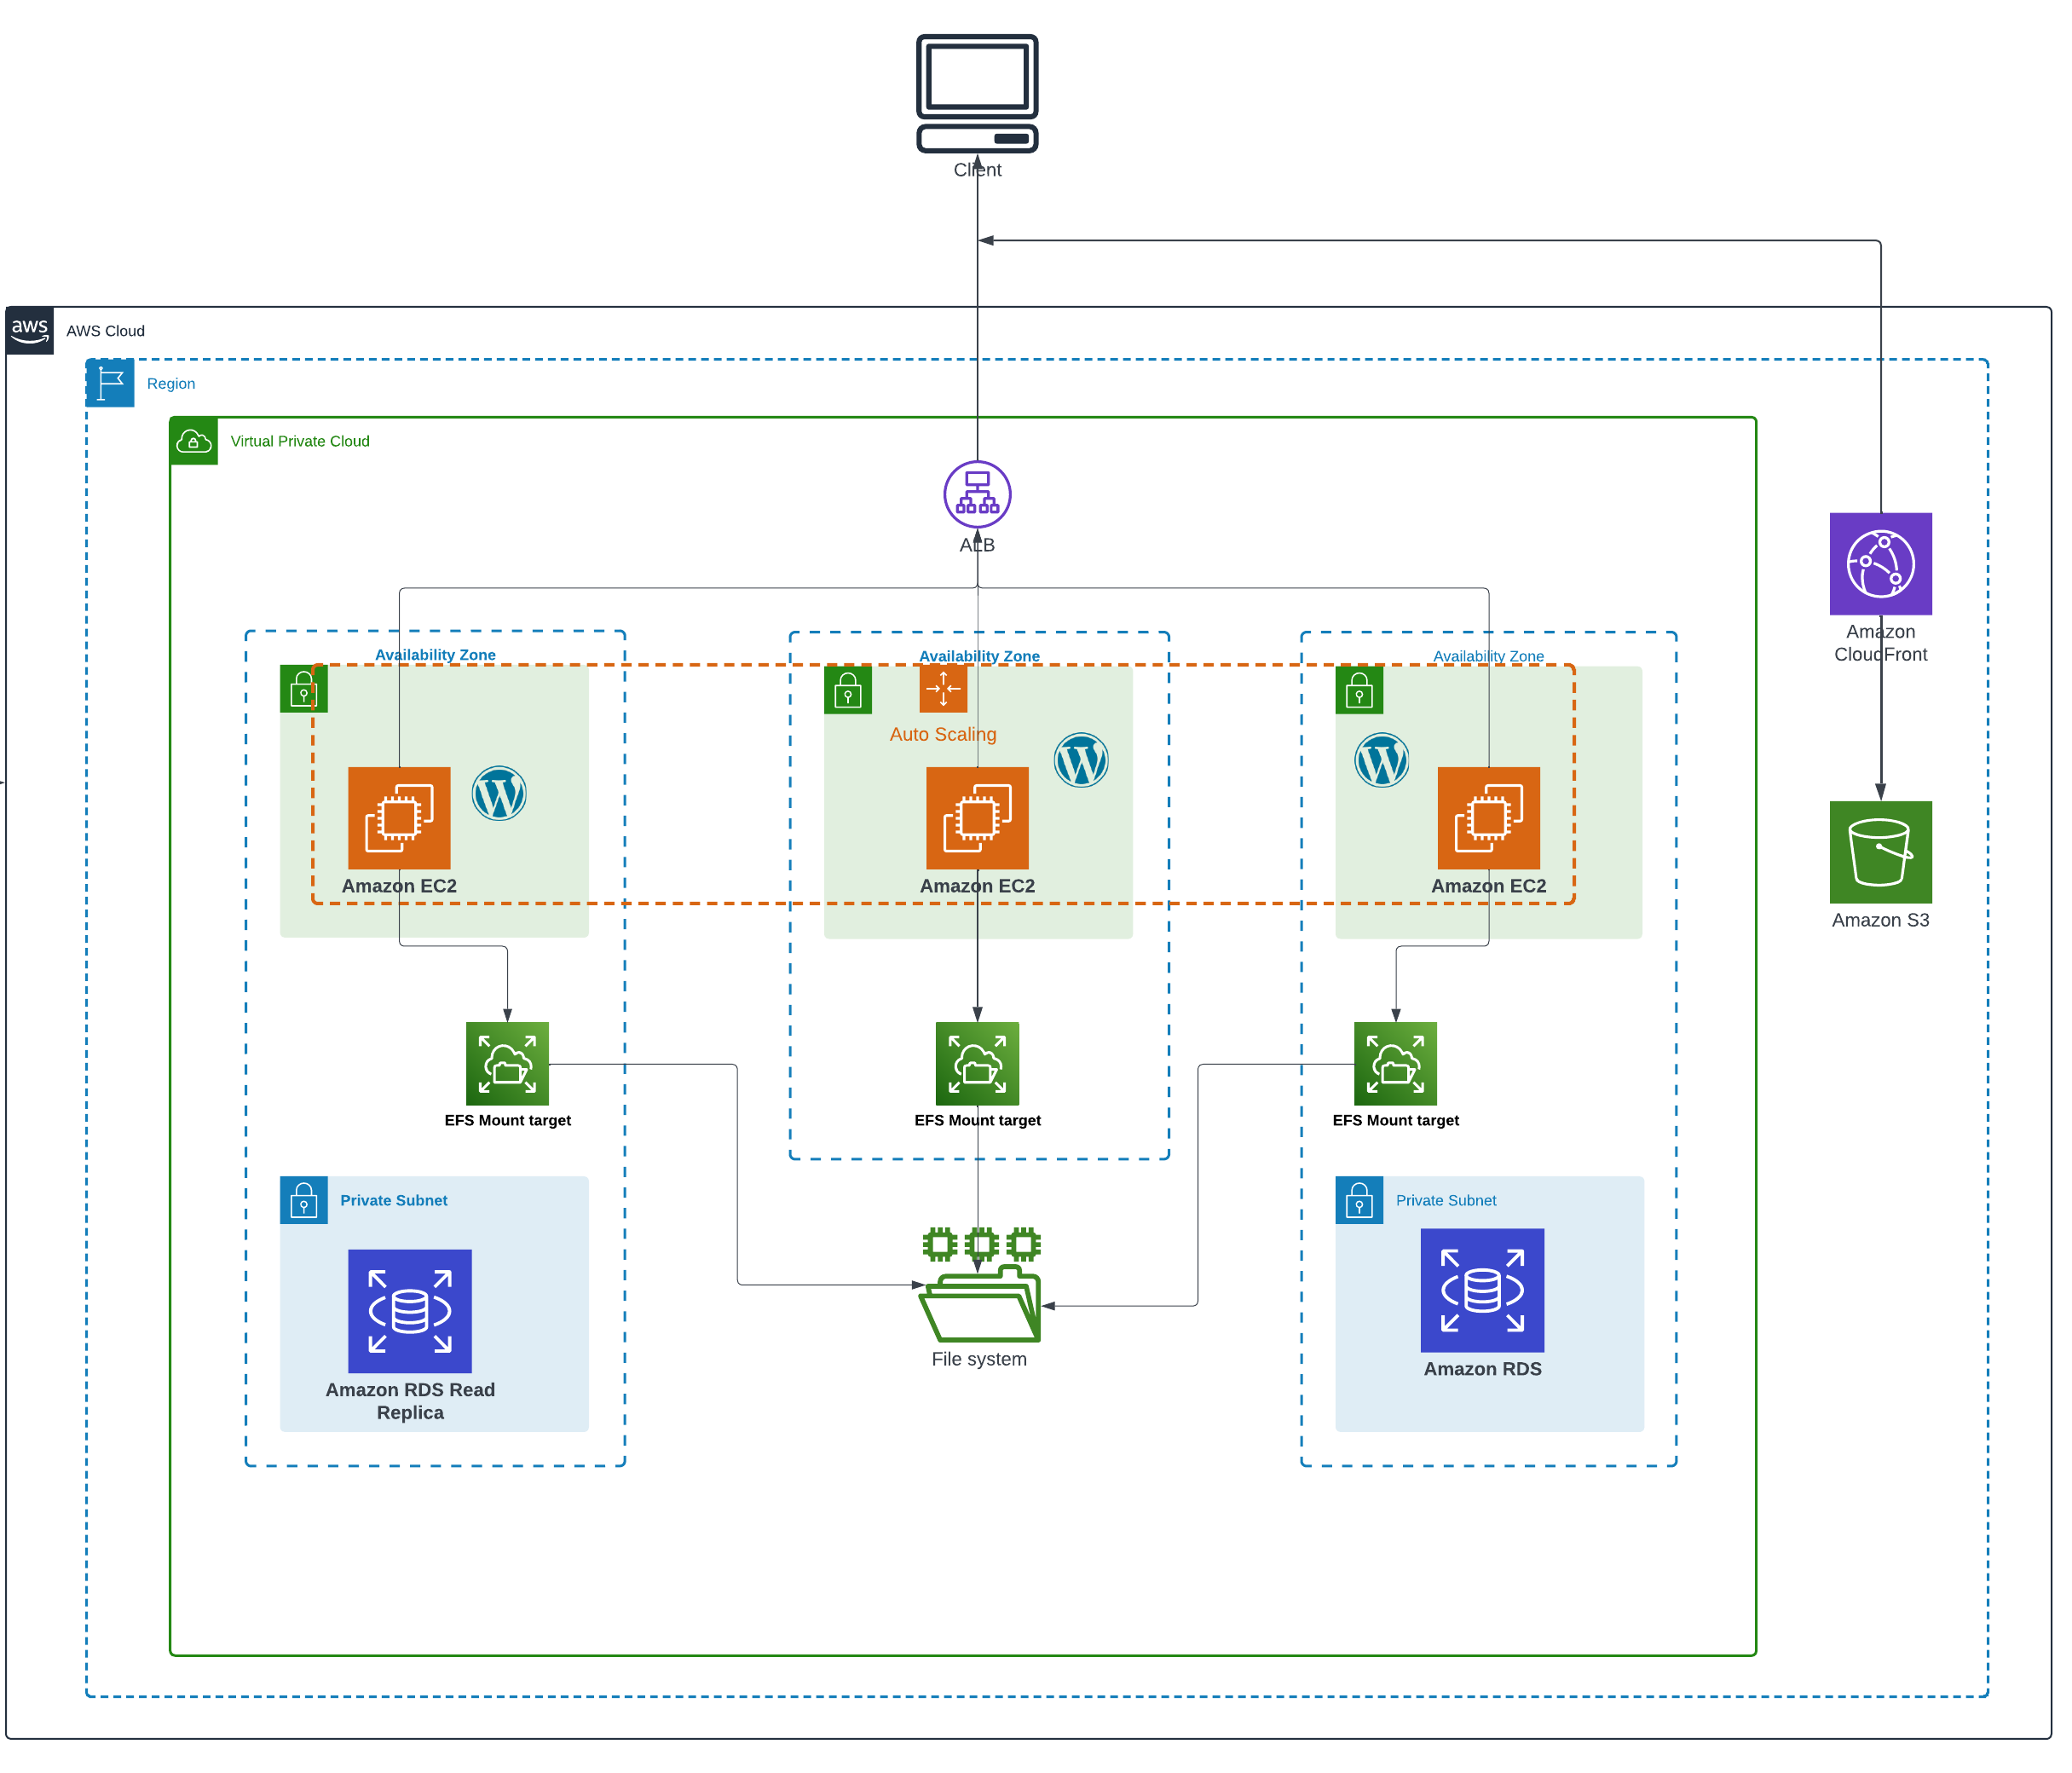 Client
aws
AWS Cloud
Region
Virtual Private Cloud
ALB
Availability Zone
Availability Zone
Availability Zone
Auto Scaling
Amazon EC2
Amazon EC2
Amazon EC2
Amazon
CloudFront
Amazon S3
EFS Mount target
EFS Mount target
EFS Mount target
Private Subnet
Amazon RDS Read
Replica
File system
Private Subnet
Amazon RDS